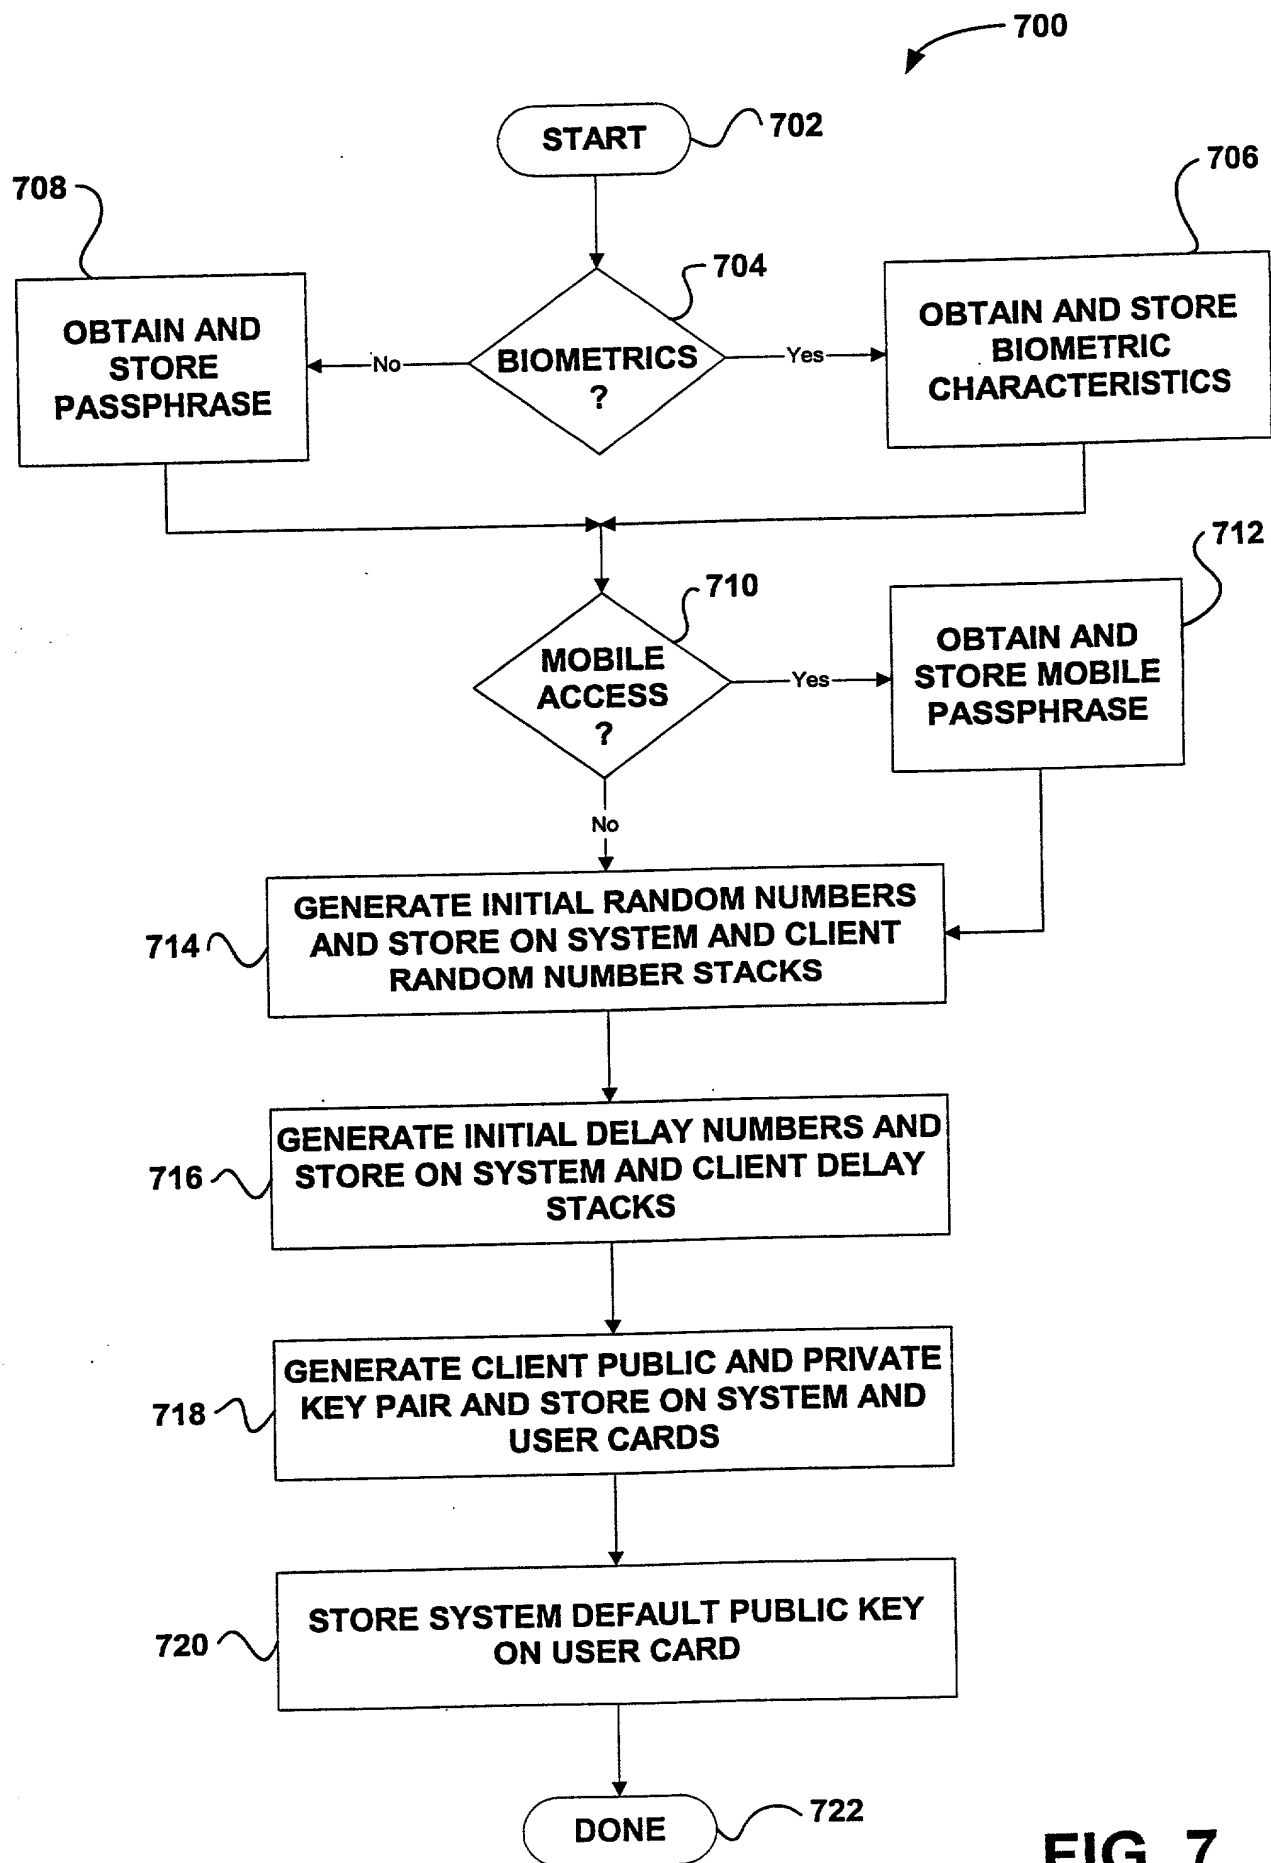 700
START
702
708
706
704
OBTAIN AND
STORE
PASSPHRASE
No
BIOMETRICS
?
Yes
OBTAIN AND STORE
BIOMETRIC
CHARACTERISTICS
712
710
MOBILE
ACCESS
?
Yes
OBTAIN AND
STORE MOBILE
PASSPHRASE
No
714
GENERATE INITIAL RANDOM NUMBERS
AND STORE ON SYSTEM AND CLIENT
RANDOM NUMBER STACKS
716
GENERATE INITIAL DELAY NUMBERS AND
STORE ON SYSTEM AND CLIENT DELAY
STACKS
718
GENERATE CLIENT PUBLIC AND PRIVATE
KEY PAIR AND STORE ON SYSTEM AND
USER CARDS
720
STORE SYSTEM DEFAULT PUBLIC KEY
ON USER CARD
DONE
722
FIG. 7